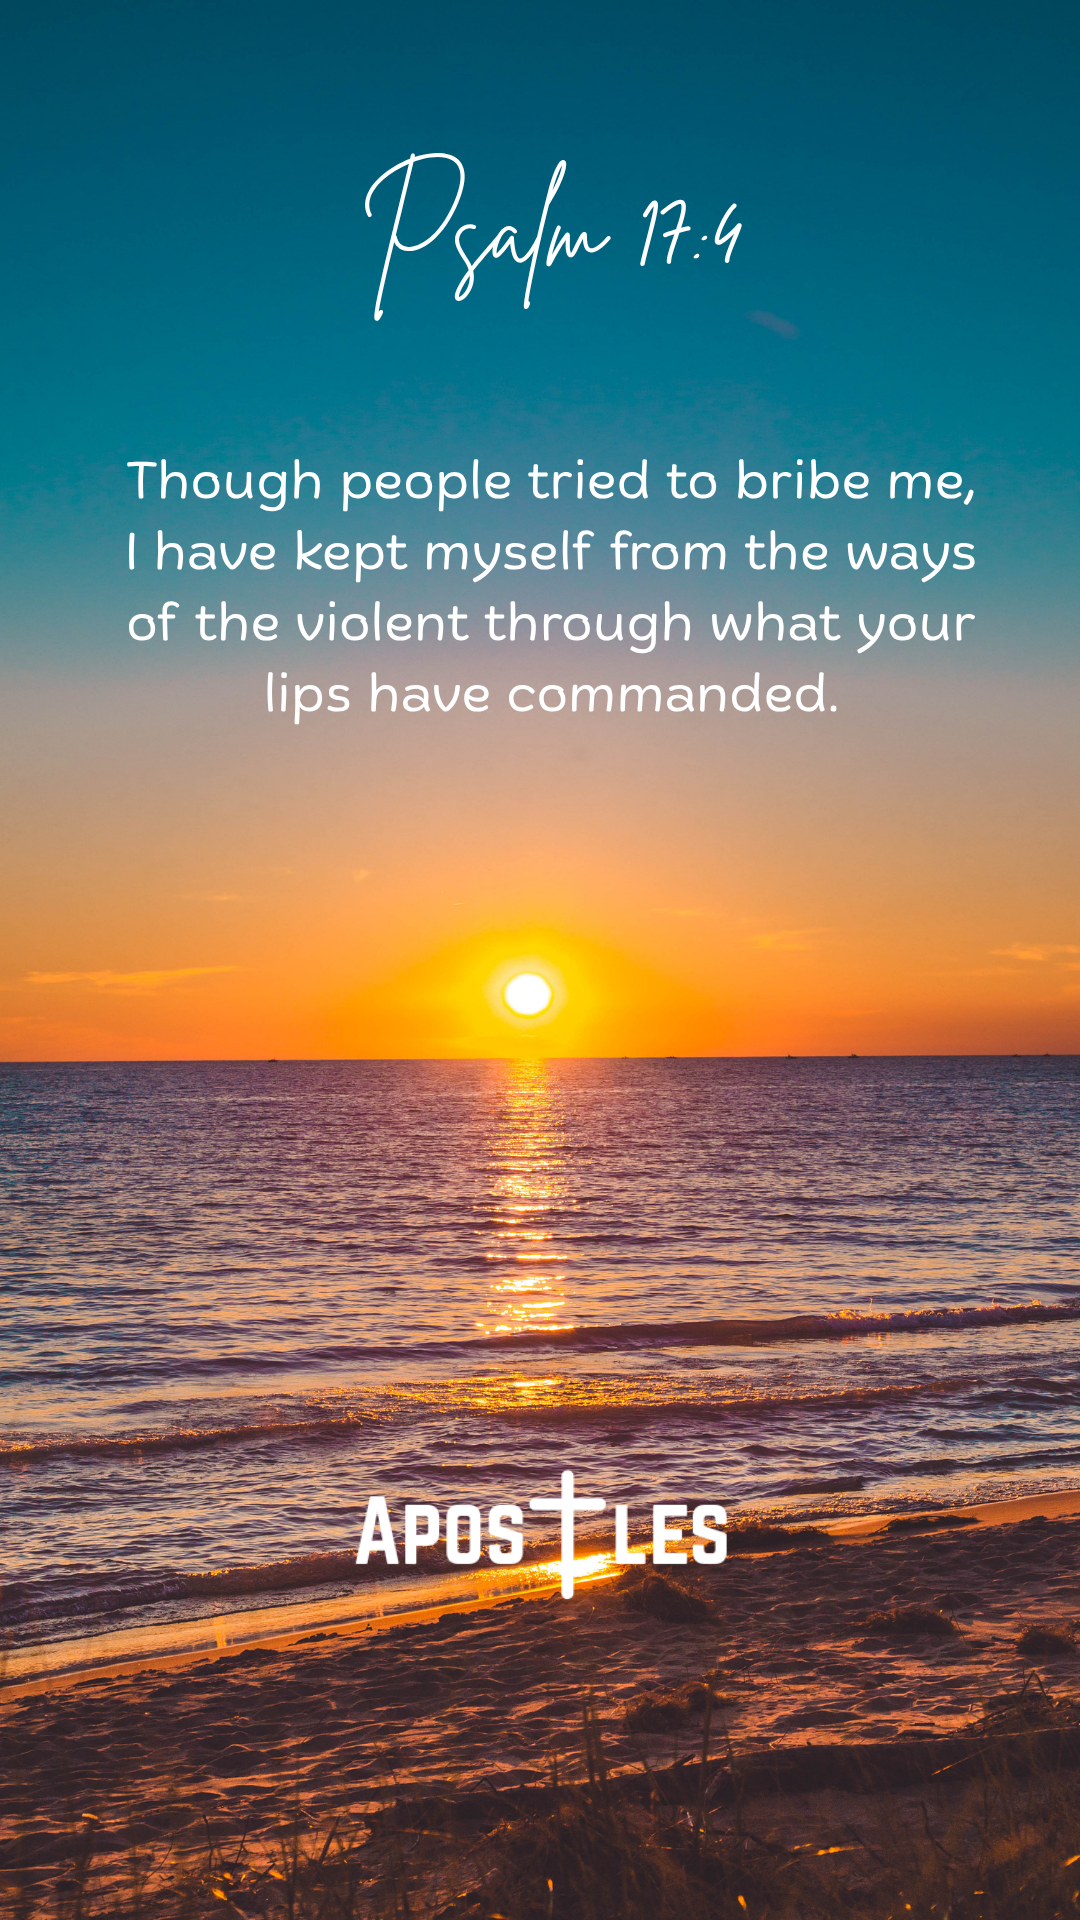 Psalm 17:4
Though people tried to bribe me,
I have kept myself from the ways
of the violent through what your
lips have commanded.
APOSTLES